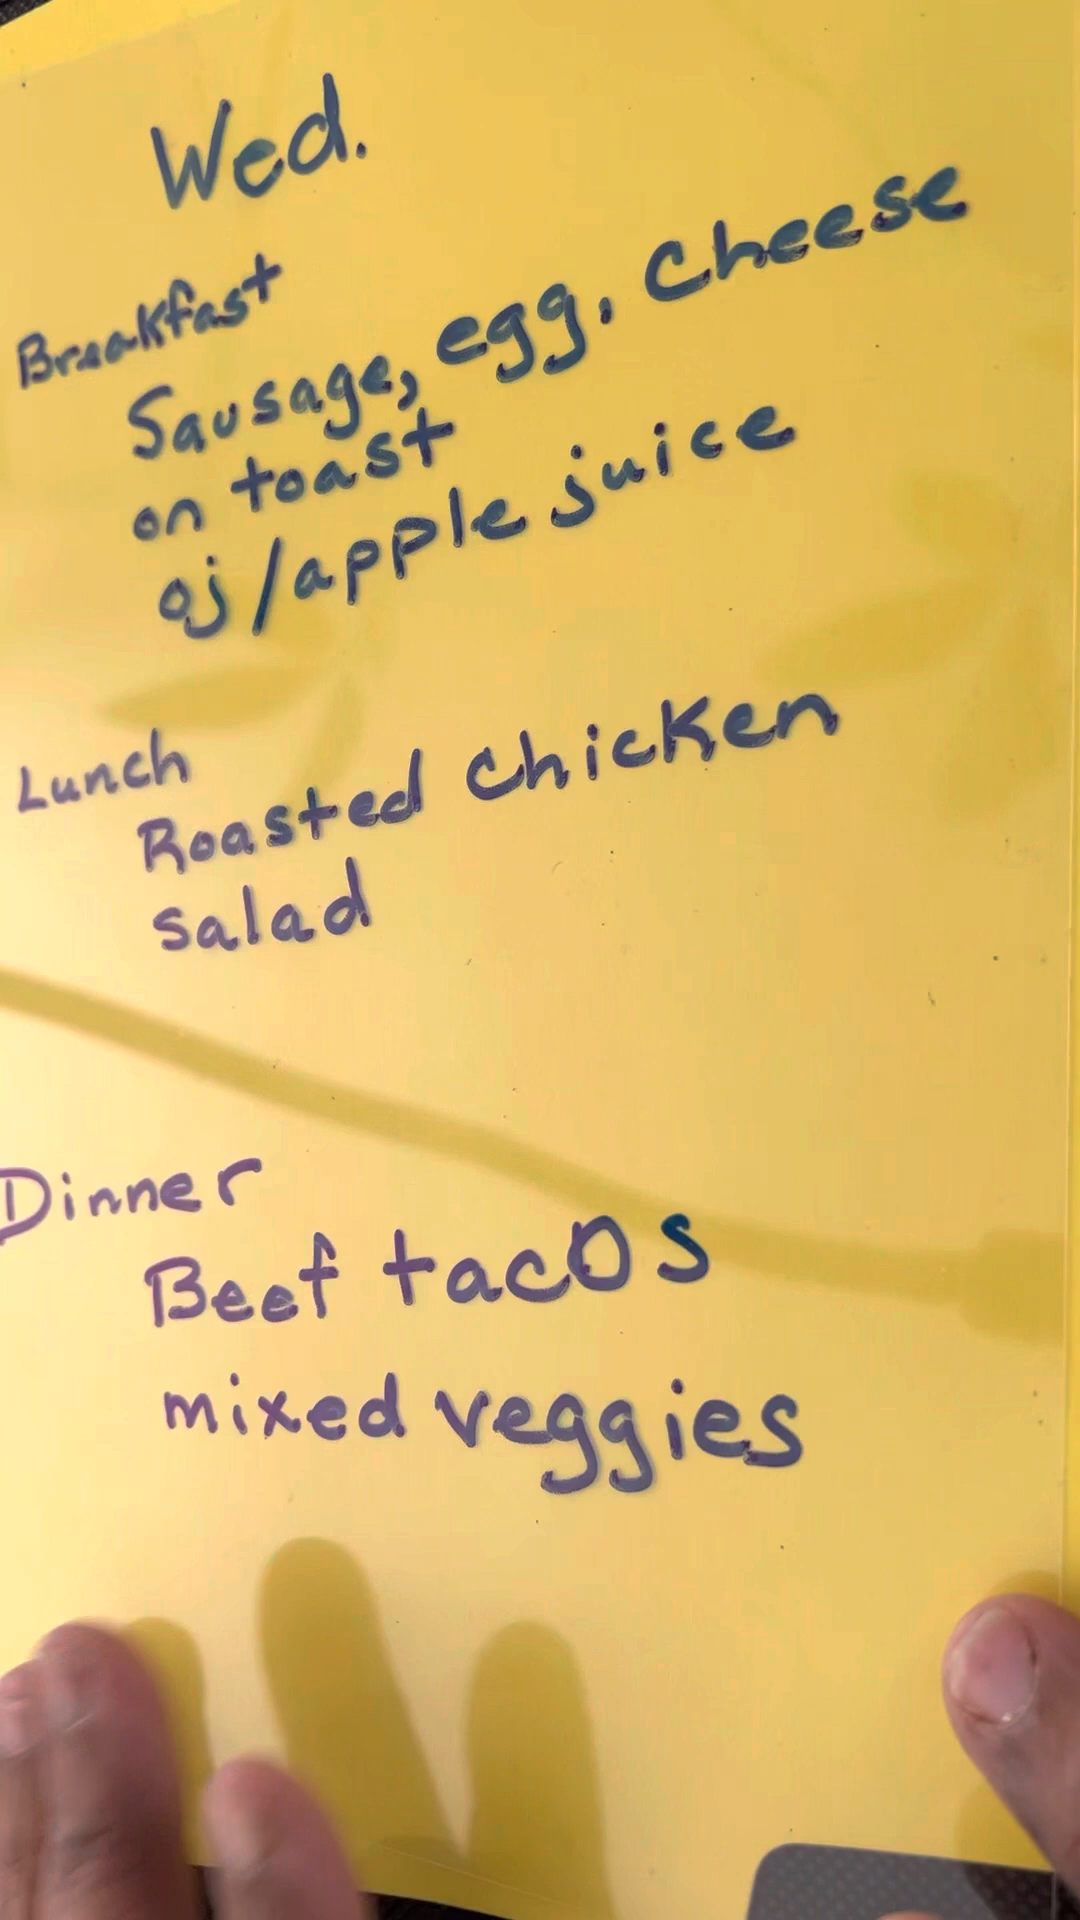 Wed.
Breakfast
Sausage, egg, cheese
on toast
oj/apple juice
Lunch
Roasted chicken
salad
Dinner
Beef tacos
mixed veggies